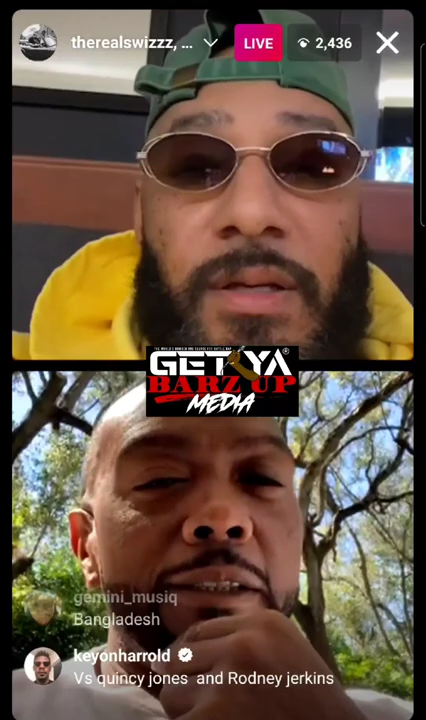 therealswizzz, ...
LIVE
2,436
GET YA®
BARZ UP
MEDIA
gemini_musiq
Bangladesh
keyonharrold
Vs quincy jones and Rodney jerkins